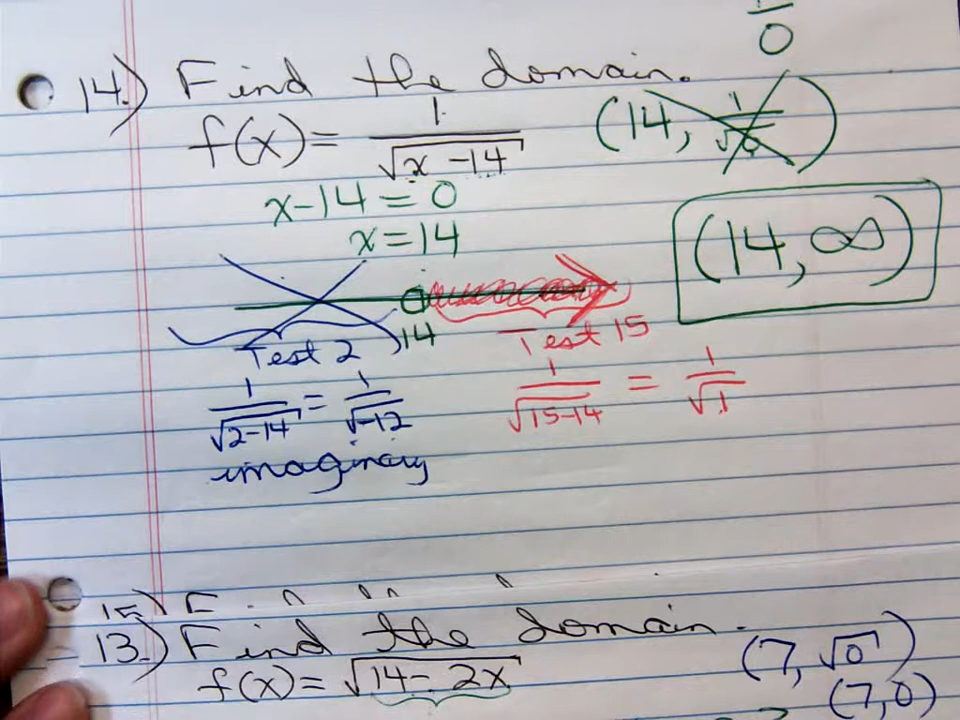 1/0
14.) Find the domain.
f(x) = 1/√(x-14)
(14, 1/√0)
x-14 = 0
x = 14
(14, ∞)
14
Test 2
Test 15
1/√(2-14) = 1/√-12
1/√(15-14) = 1/√1
imaginary
13.) Find the domain.
f(x) = √(14-2x)
(7, √0)
(7,0)